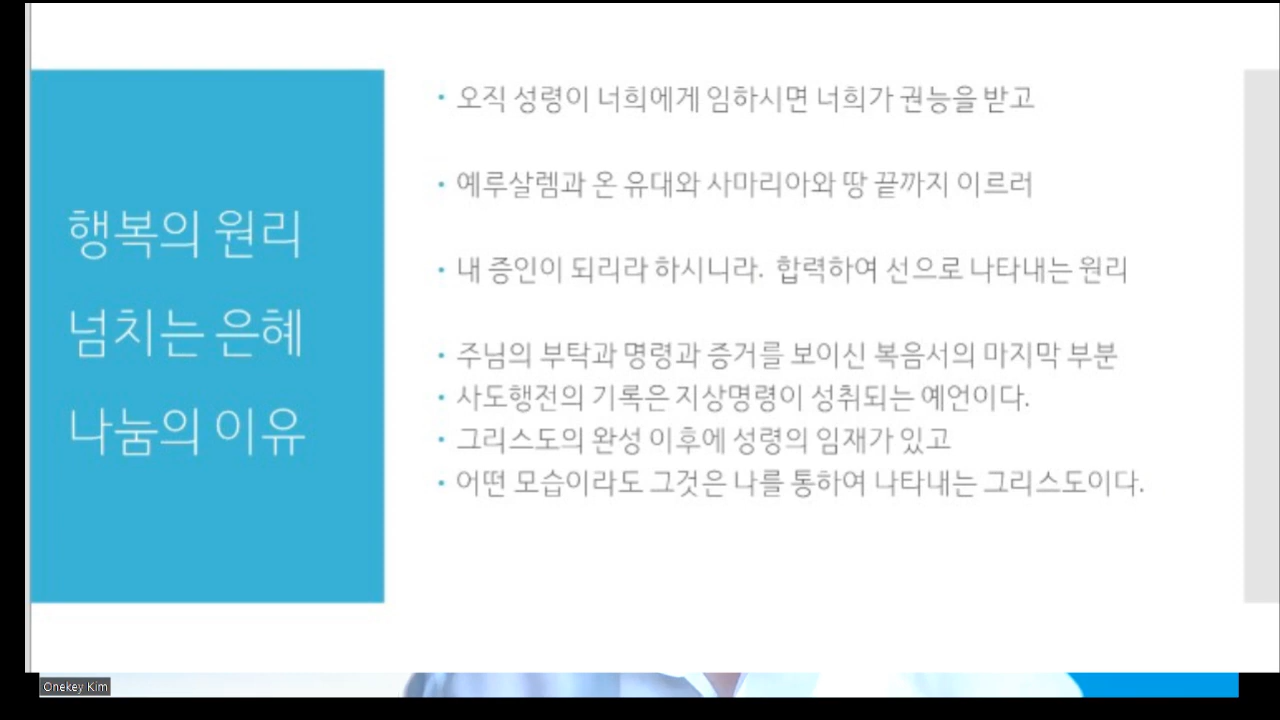 행복의 원리
넘치는 은혜
나눔의 이유
• 오직 성령이 너희에게 임하시면 너희가 권능을 받고
• 예루살렘과 온 유대와 사마리아와 땅 끝까지 이르러
• 내 증인이 되리라 하시니라. 합력하여 선으로 나타내는 원리
• 주님의 부탁과 명령과 증거를 보이신 복음서의 마지막 부분
• 사도행전의 기록은 지상명령이 성취되는 예언이다.
• 그리스도의 완성 이후에 성령의 임재가 있고
• 어떤 모습이라도 그것은 나를 통하여 나타내는 그리스도이다.
Onekey Kim